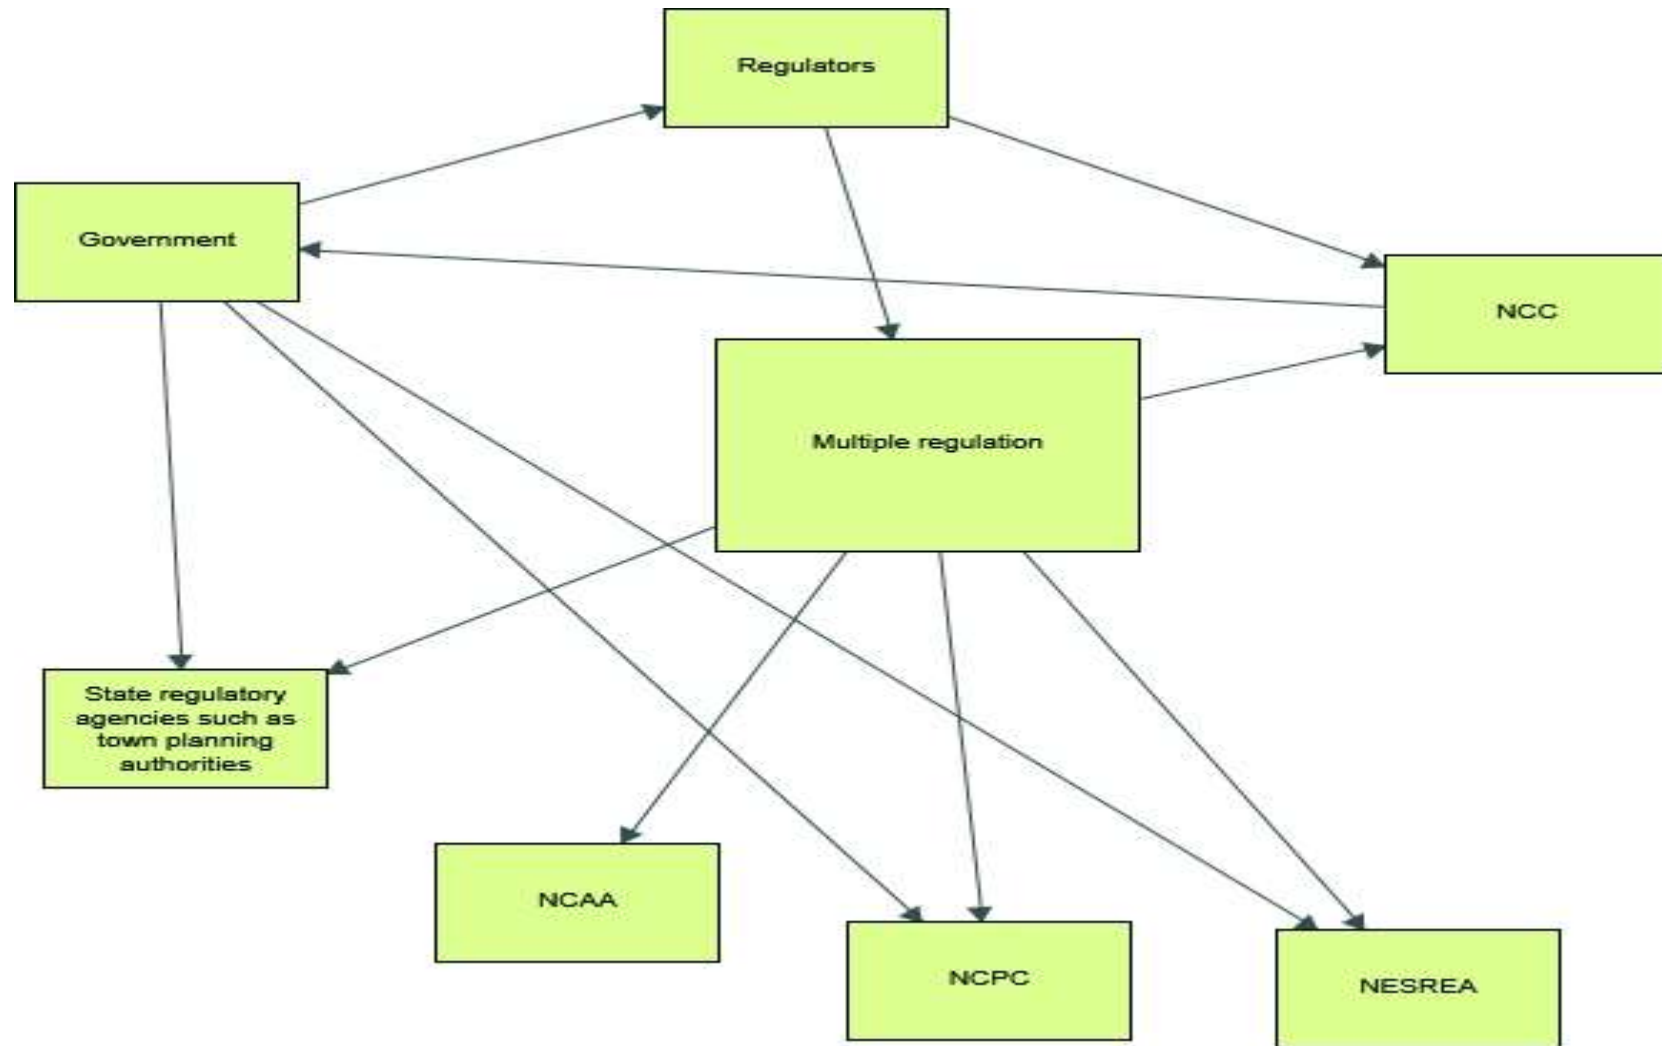 Regulators
Government
NCC
Multiple regulation
State regulatory
agencies such as
town planning
authorities
NCAA
NCPC
NESREA